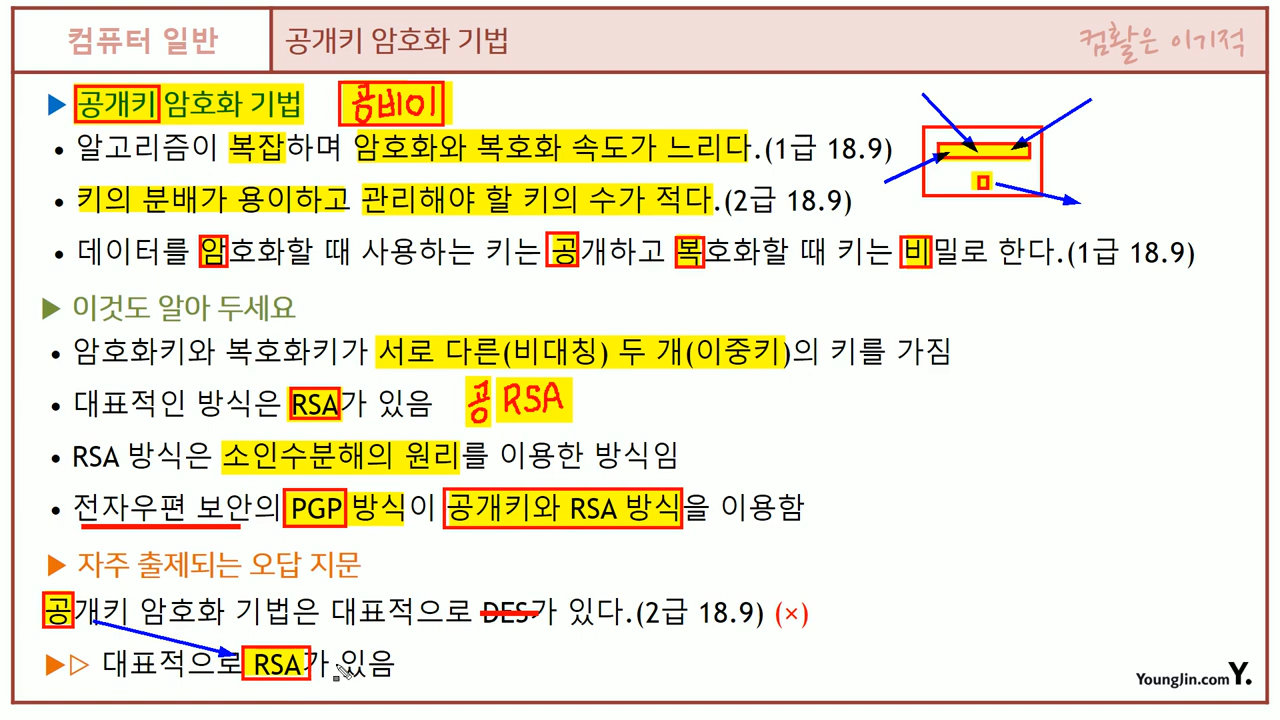 컴퓨터 일반
공개키 암호화 기법
컴활은 이기적
▶ 공개키 암호화 기법 공비이
• 알고리즘이 복잡하며 암호화와 복호화 속도가 느리다.(1급 18.9)
• 키의 분배가 용이하고 관리해야 할 키의 수가 적다.(2급 18.9)
• 데이터를 암호화할 때 사용하는 키는 공개하고 복호화할 때 키는 비밀로 한다.(1급 18.9)
▶ 이것도 알아 두세요
• 암호화키와 복호화키가 서로 다른(비대칭) 두 개(이중키)의 키를 가짐
• 대표적인 방식은 RSA가 있음 공 RSA
• RSA 방식은 소인수분해의 원리를 이용한 방식임
• 전자우편 보안의 PGP 방식이 공개키와 RSA 방식을 이용함
▶ 자주 출제되는 오답 지문
공개키 암호화 기법은 대표적으로 DES가 있다.(2급 18.9) (×)
▶▷ 대표적으로 RSA가 있음
YoungJin.com Y.